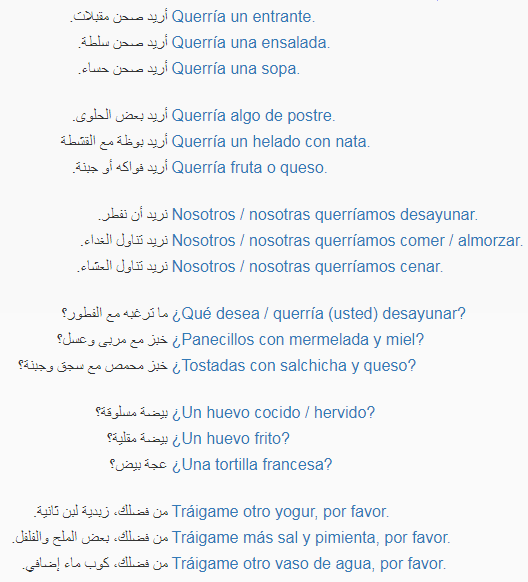 أريد صحن مقبلات. Querría un entrante.
أريد صحن سلطة. Querría una ensalada.
أريد صحن حساء. Querría una sopa.
أريد بعض الحلوى. Querría algo de postre.
أريد بوظة مع القشطة Querría un helado con nata.
أريد فواكه أو جبنة. Querría fruta o queso.
نريد أن نفطر. Nosotros / nosotras querríamos desayunar.
نريد تناول الغداء. Nosotros / nosotras querríamos comer / almorzar.
نريد تناول العشاء. Nosotros / nosotras querríamos cenar.
ما ترغبه مع الفطور؟ ¿Qué desea / querría (usted) desayunar?
خبز مع مربى وعسل؟ ¿Panecillos con mermelada y miel?
خبز محمص مع سجق وجبنة؟ ¿Tostadas con salchicha y queso?
بيضة مسلوقة؟ ¿Un huevo cocido / hervido?
بيضة مقلية؟ ¿Un huevo frito?
عجة بيض؟ ¿Una tortilla francesa?
من فضلك، زبدية لبن ثانية. Tráigame otro yogur, por favor.
من فضلك، بعض الملح والفلفل. Tráigame más sal y pimienta, por favor.
من فضلك، كوب ماء إضافي. Tráigame otro vaso de agua, por favor.